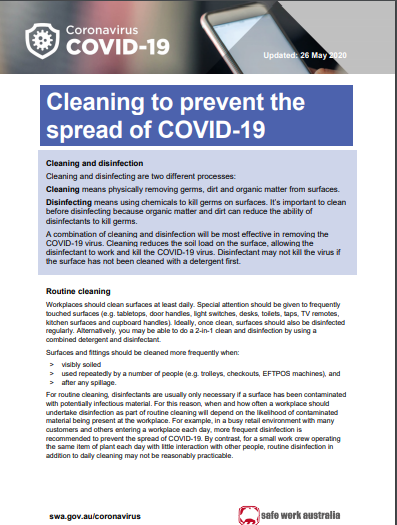 Coronavirus
COVID-19
Updated: 26 May 2020
Cleaning to prevent the
spread of COVID-19
Cleaning and disinfection
Cleaning and disinfecting are two different processes:
Cleaning means physically removing germs, dirt and organic matter from surfaces.
Disinfecting means using chemicals to kill germs on surfaces. It's important to clean
before disinfecting because organic matter and dirt can reduce the ability of
disinfectants to kill germs.
A combination of cleaning and disinfection will be most effective in removing the
COVID-19 virus. Cleaning reduces the soil load on the surface, allowing the
disinfectant to work and kill the COVID-19 virus. Disinfectant may not kill the virus if
the surface has not been cleaned with a detergent first.
Routine cleaning
Workplaces should clean surfaces at least daily. Special attention should be given to frequently
touched surfaces (e.g. tabletops, door handles, light switches, desks, toilets, taps, TV remotes,
kitchen surfaces and cupboard handles). Ideally, once clean, surfaces should also be disinfected
regularly. Alternatively, you may be able to do a 2-in-1 clean and disinfection by using a
combined detergent and disinfectant.
Surfaces and fittings should be cleaned more frequently when:
> visibly soiled
> used repeatedly by a number of people (e.g. trolleys, checkouts, EFTPOS machines), and
> after any spillage.
For routine cleaning, disinfectants are usually only necessary if a surface has been contaminated
with potentially infectious material. For this reason, when and how often a workplace should
undertake disinfection as part of routine cleaning will depend on the likelihood of contaminated
material being present at the workplace. For example, in a busy retail environment with many
customers and others entering a workplace each day, more frequent disinfection is
recommended to prevent the spread of COVID-19. By contrast, for a small work crew operating
the same item of plant each day with little interaction with other people, routine disinfection in
addition to daily cleaning may not be reasonably practicable.
swa.gov.au/coronavirus
safe work australia